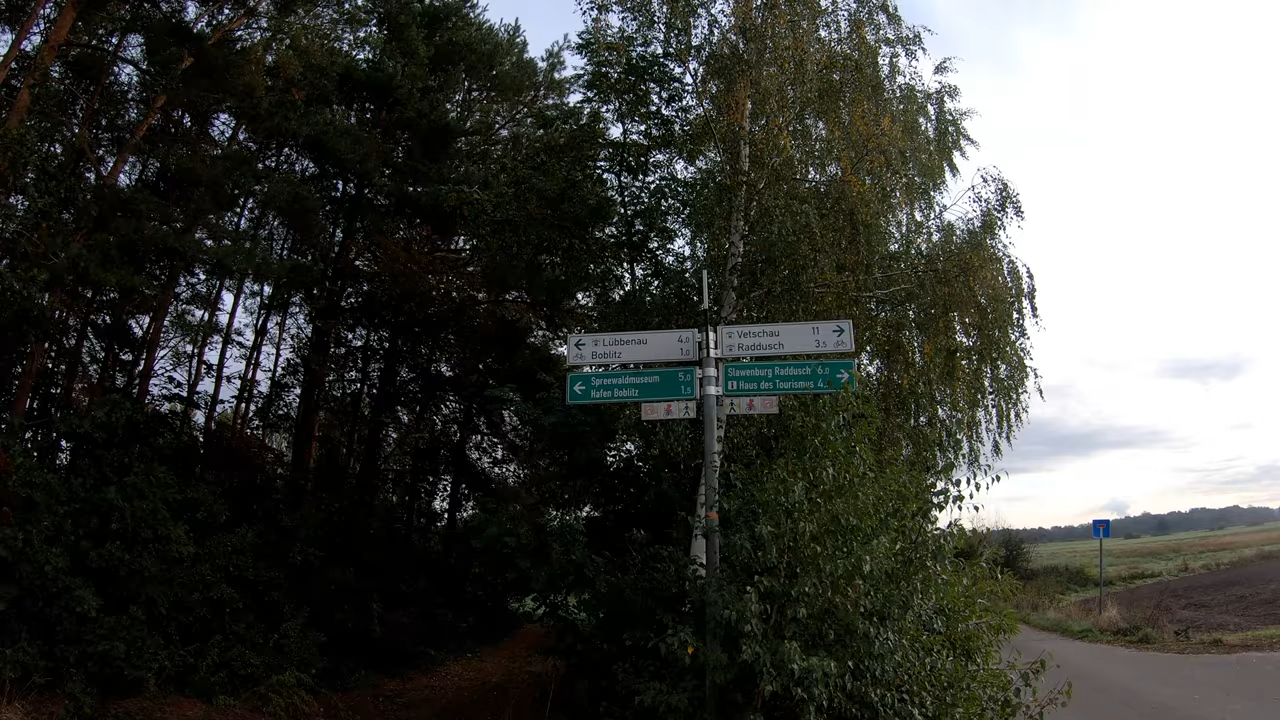 Lübbenau 4,0
Boblitz 1,0
Spreewaldmuseum 5,0
Hafen Boblitz 1,5
Vetschau 11
Raddusch 3,5
Slawenburg Raddusch 6,0
i Haus des Tourismus